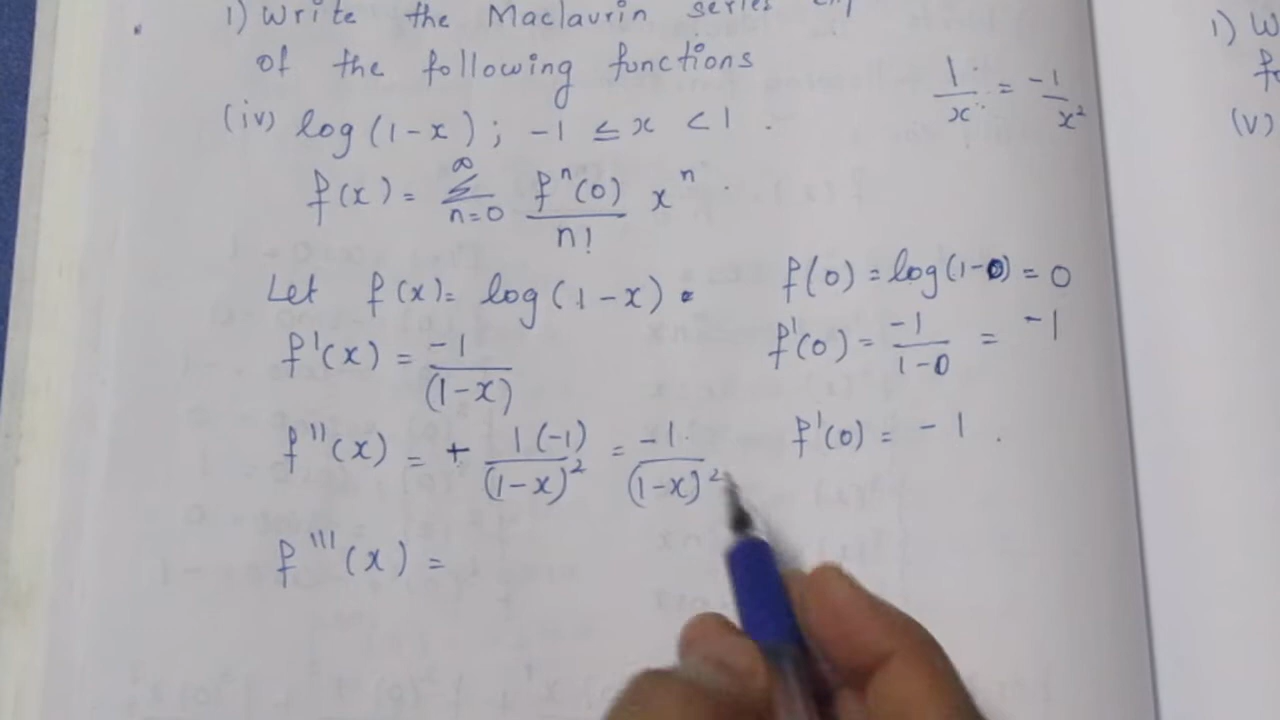 1) Write the Maclaurin series
of the following functions
1/x = -1/x²
(iv) log(1-x); -1 ≤ x < 1 .
f(x) = ∞ Σ n=0 fⁿ(0)/n! xⁿ .
Let f(x) = log(1-x) .
f(0) = log(1-0) = 0
f'(x) = -1/(1-x)
f'(0) = -1/1-0 = -1
f''(x) = + 1(-1)/(1-x)² = -1/(1-x)²
f'(0) = -1 .
f'''(x) =
1) W
(v)